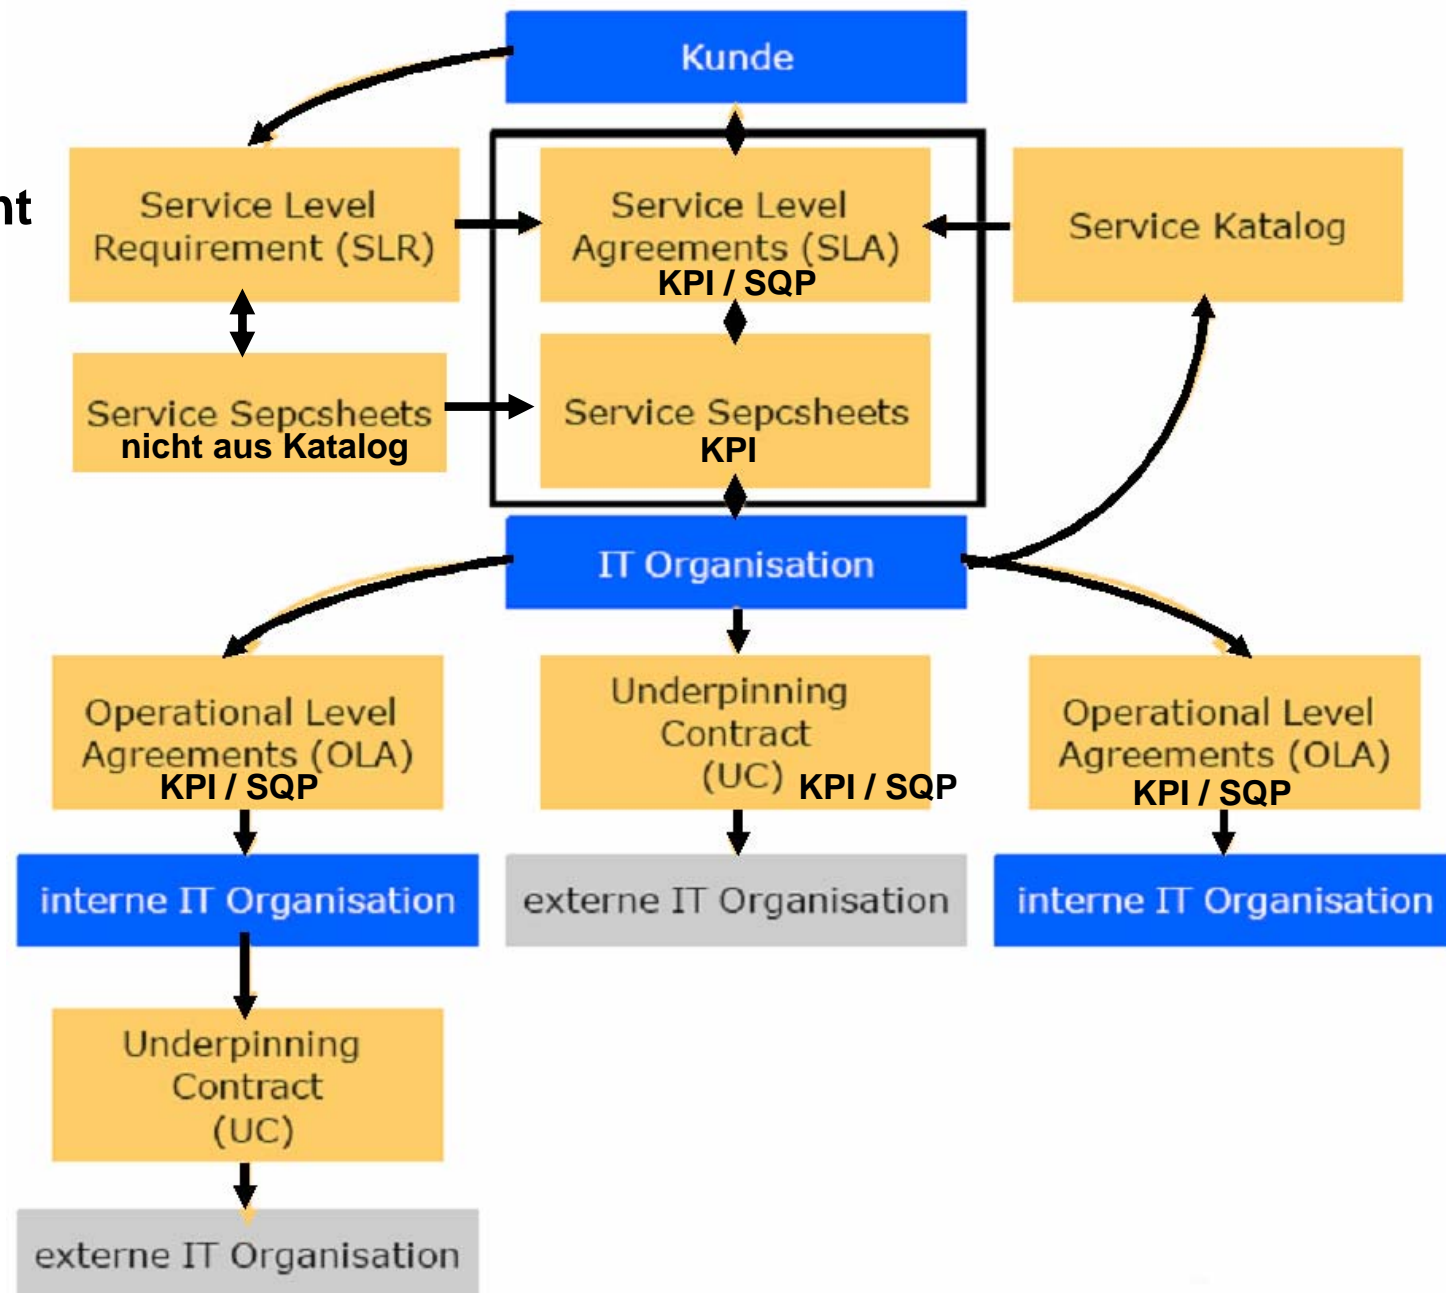 Kunde
nt
Service Level
Requirement (SLR)
Service Level
Agreements (SLA)
KPI / SQP
Service Katalog
Service Sepcsheets
nicht aus Katalog
Service Sepcsheets
KPI
IT Organisation
Operational Level
Agreements (OLA)
KPI / SQP
Underpinning
Contract
(UC)
KPI / SQP
Operational Level
Agreements (OLA)
KPI / SQP
interne IT Organisation
externe IT Organisation
interne IT Organisation
Underpinning
Contract
(UC)
externe IT Organisation